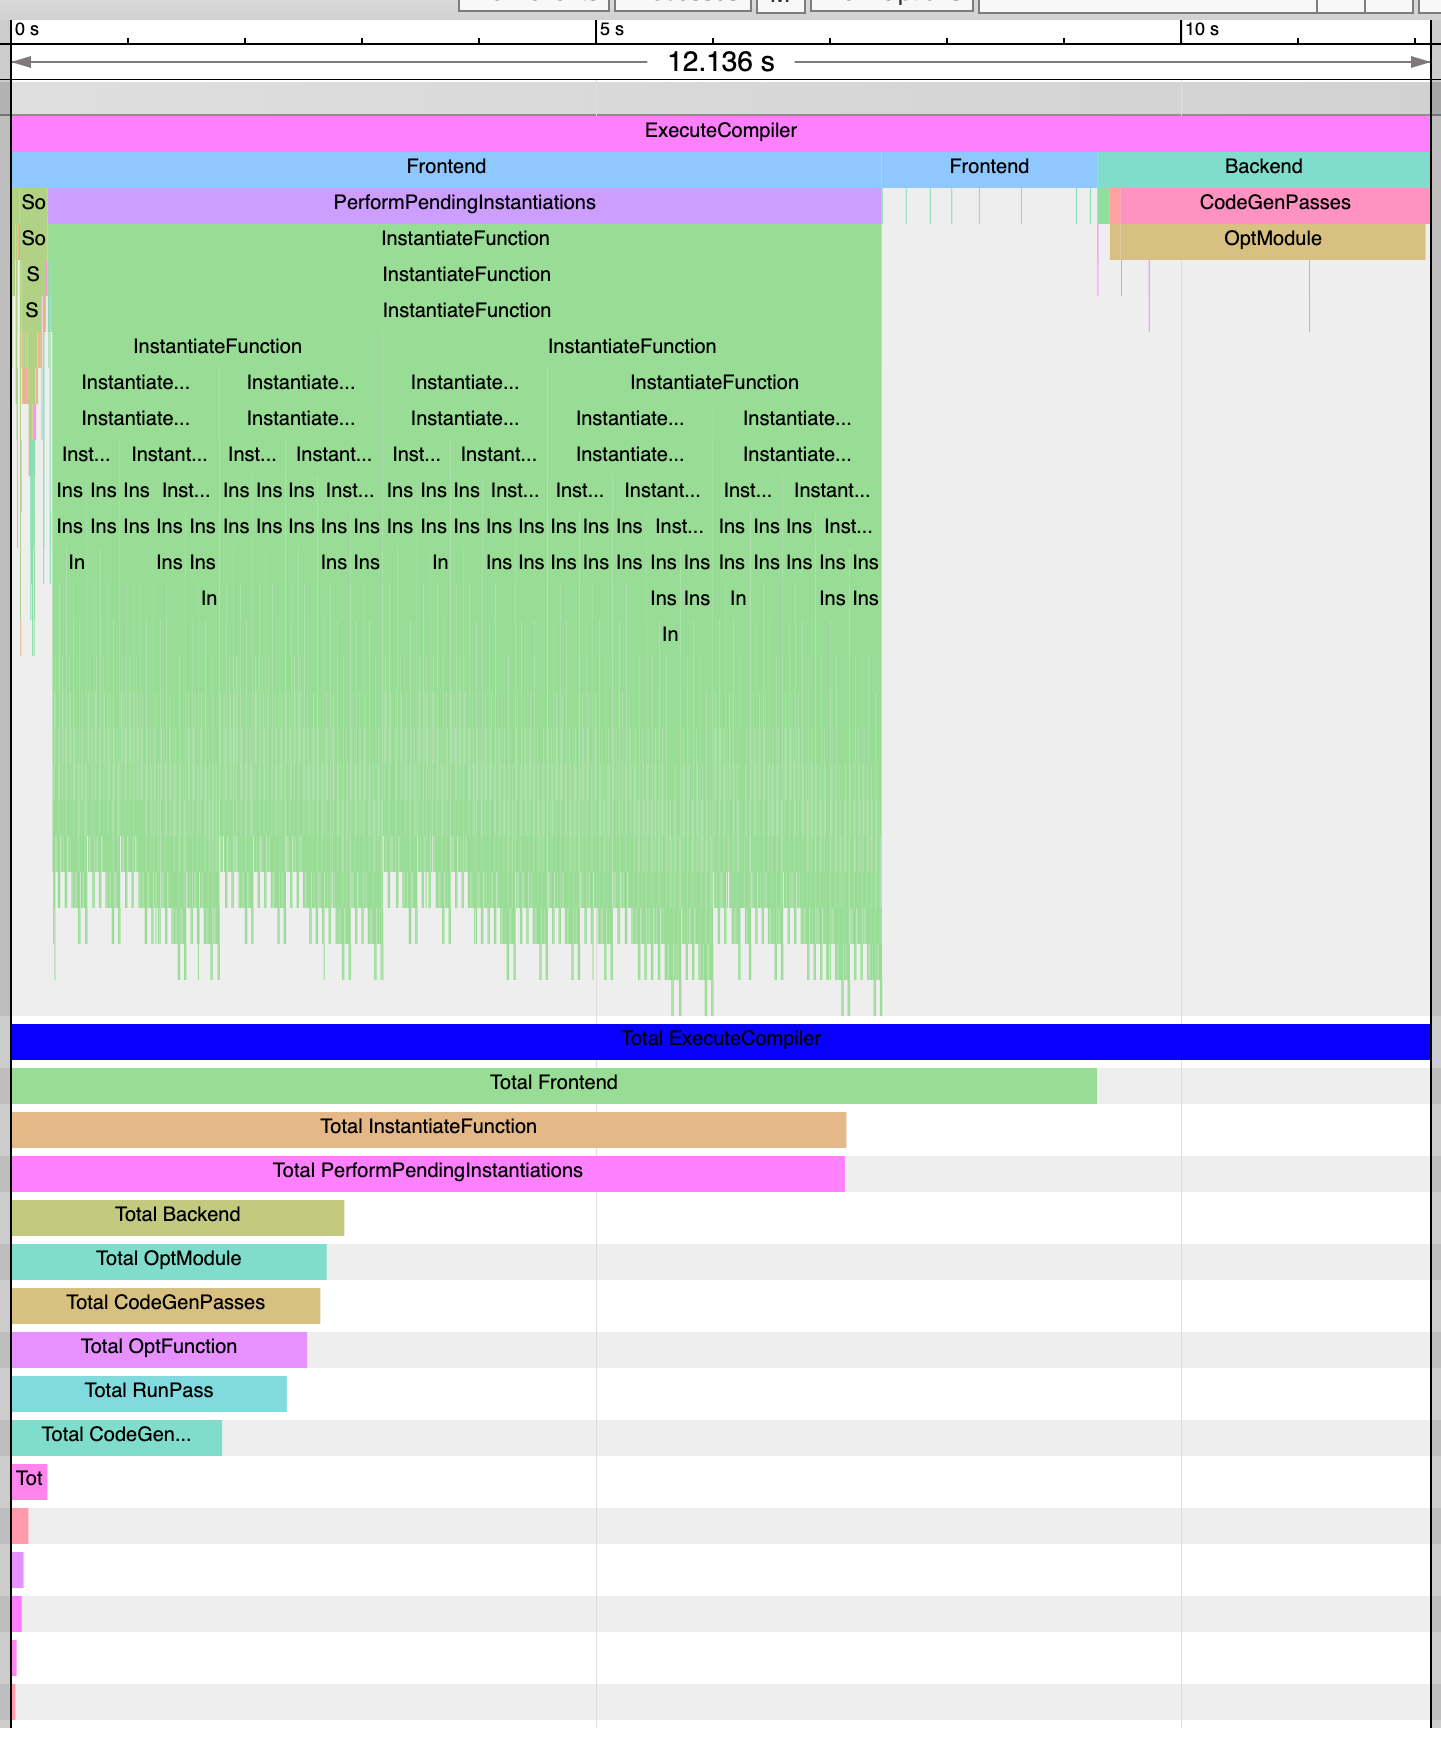 0 s 5 s 10 s
12.136 s
ExecuteCompiler
Frontend Frontend Backend
So PerformPendingInstantiations CodeGenPasses
So InstantiateFunction OptModule
S InstantiateFunction
S InstantiateFunction
InstantiateFunction InstantiateFunction
Instantiate... Instantiate... Instantiate... InstantiateFunction
Instantiate... Instantiate... Instantiate... Instantiate... Instantiate...
Inst... Instant... Inst... Instant... Inst... Instant... Instantiate... Instantiate...
Ins Ins Ins Inst... Ins Ins Ins Inst... Ins Ins Ins Inst... Inst... Instant... Inst... Instant...
Ins Ins Ins Ins Ins Ins Ins Ins Ins Ins Ins Ins Ins Ins Ins Ins Ins Ins Inst... Ins Ins Ins Inst...
In Ins Ins Ins Ins In Ins Ins Ins Ins Ins Ins Ins Ins Ins Ins Ins Ins
In Ins Ins In Ins Ins
In
Total ExecuteCompiler
Total Frontend
Total InstantiateFunction
Total PerformPendingInstantiations
Total Backend
Total OptModule
Total CodeGenPasses
Total OptFunction
Total RunPass
Total CodeGen...
Tot